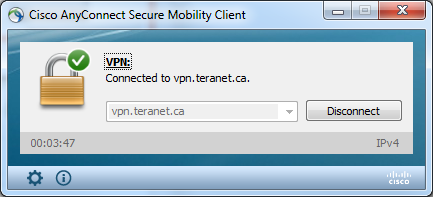 Cisco AnyConnect Secure Mobility Client
VPN:
Connected to vpn.teranet.ca.
vpn.teranet.ca
Disconnect
00:03:47
IPv4
CISCO